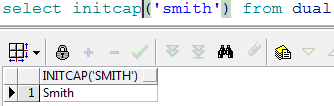 select initcap('smith') from dual
INITCAP('SMITH')
1 Smith